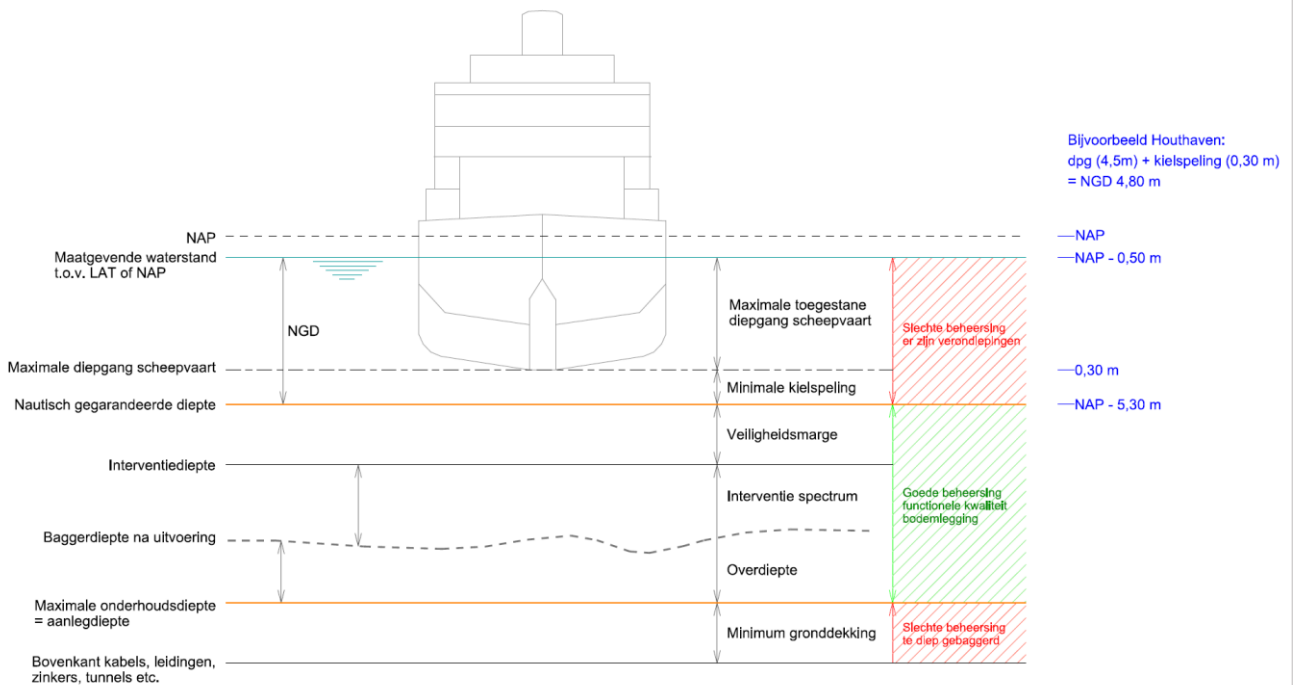 Bijvoorbeeld Houthaven:
dpg (4,5m) + kielspeling (0,30 m)
= NGD 4,80 m
NAP
NAP
Maatgevende waterstand
t.o.v. LAT of NAP
NAP - 0,50 m
NGD
Maximale toegestane
diepgang scheepvaart
Slechte beheersing
er zijn verondiepingen
Maximale diepgang scheepvaart
0,30 m
Minimale kielspeling
Nautisch gegarandeerde diepte
NAP - 5,30 m
Veiligheidsmarge
Interventiediepte
Interventie spectrum
Goede beheersing
functionele kwaliteit
bodemlegging
Baggerdiepte na uitvoering
Overdiepte
Maximale onderhoudsdiepte
= aanlegdiepte
Minimum gronddekking
Slechte beheersing
te diep gebaggerd
Bovenkant kabels, leidingen,
zinkers, tunnels etc.